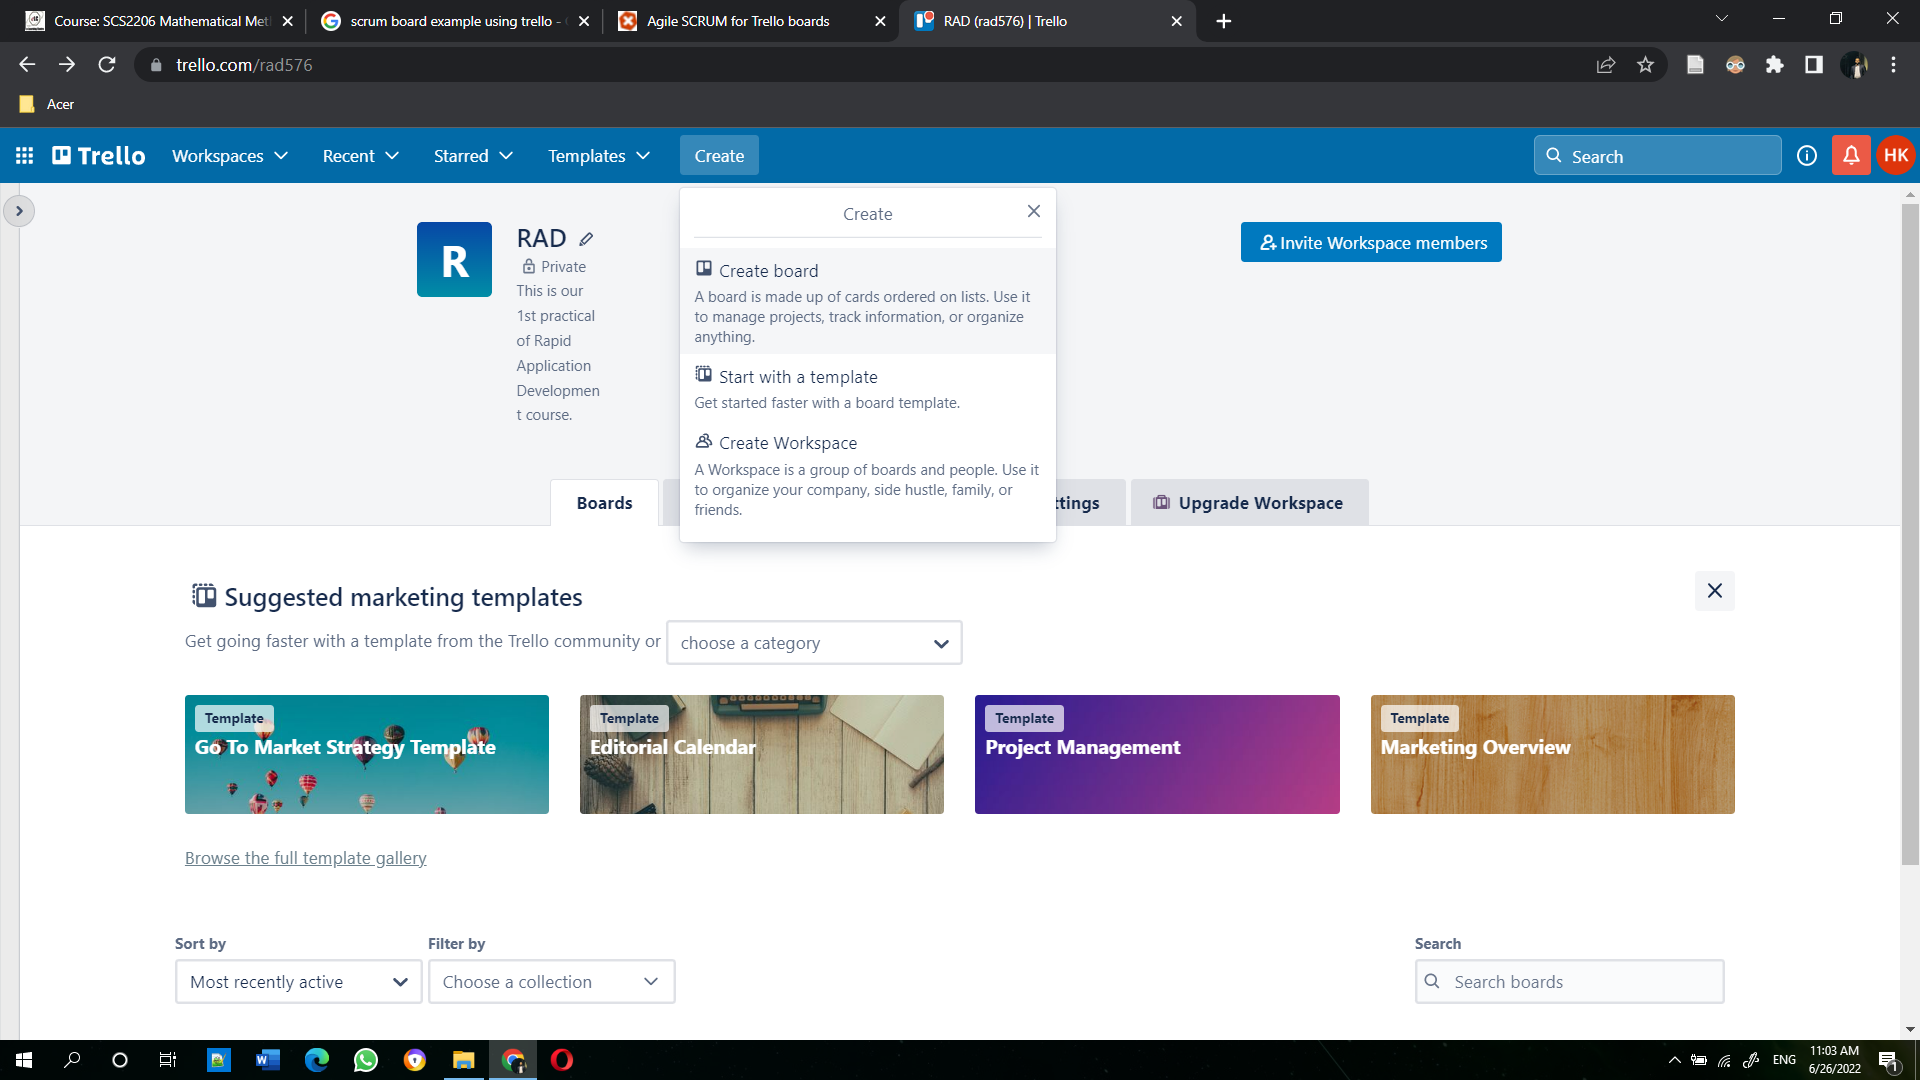 Course: SCS2206 Mathematical Met
scrum board example using trello -
Agile SCRUM for Trello boards
RAD (rad576) | Trello
trello.com/rad576
Acer
Trello
Workspaces
Recent
Starred
Templates
Create
Search
HK
R
RAD
Private
This is our
1st practical
of Rapid
Application
Developmen
t course.
Create
Create board
A board is made up of cards ordered on lists. Use it
to manage projects, track information, or organize
anything.
Start with a template
Get started faster with a board template.
Create Workspace
A Workspace is a group of boards and people. Use it
to organize your company, side hustle, family, or
friends.
Invite Workspace members
Boards
ttings
Upgrade Workspace
Suggested marketing templates
Get going faster with a template from the Trello community or
choose a category
Template
Go To Market Strategy Template
Template
Editorial Calendar
Template
Project Management
Template
Marketing Overview
Browse the full template gallery
Sort by
Filter by
Search
Most recently active
Choose a collection
Search boards
ENG
11:03 AM
6/26/2022
1